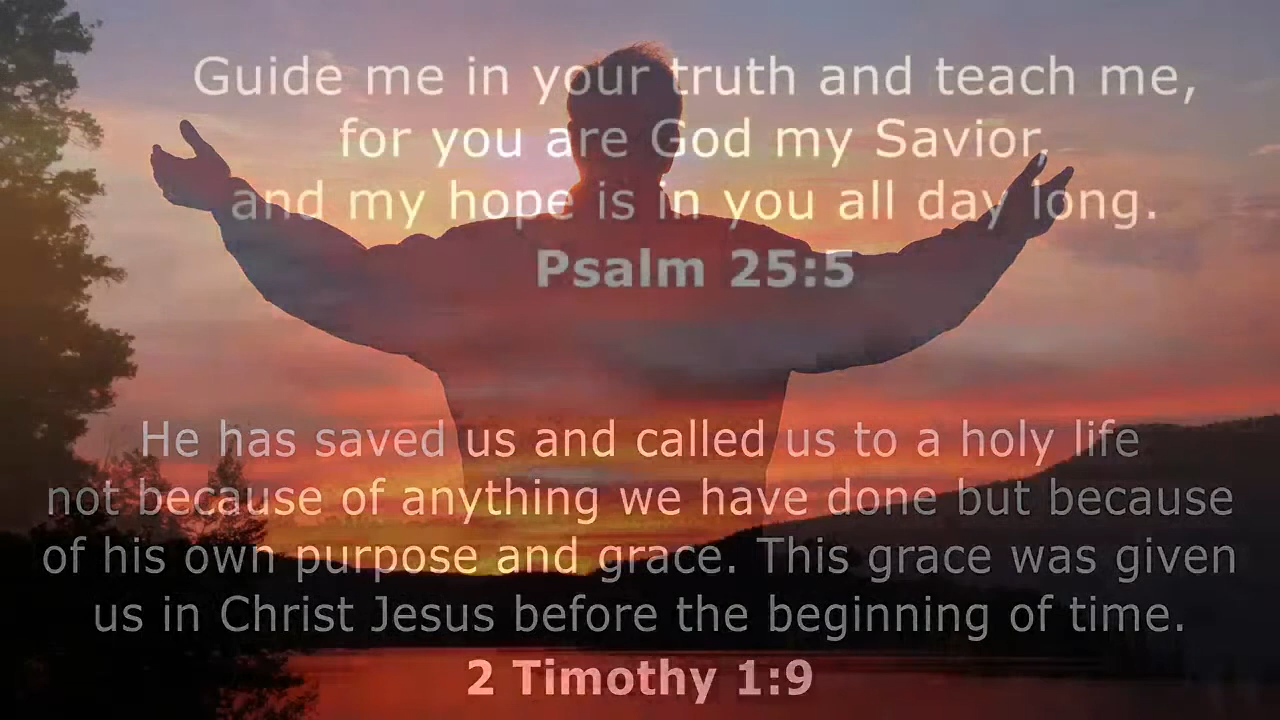 Guide me in your truth and teach me,
for you are God my Savior,
and my hope is in you all day long.
Psalm 25:5
He has saved us and called us to a holy life
not because of anything we have done but because
of his own purpose and grace. This grace was given
us in Christ Jesus before the beginning of time.
2 Timothy 1:9